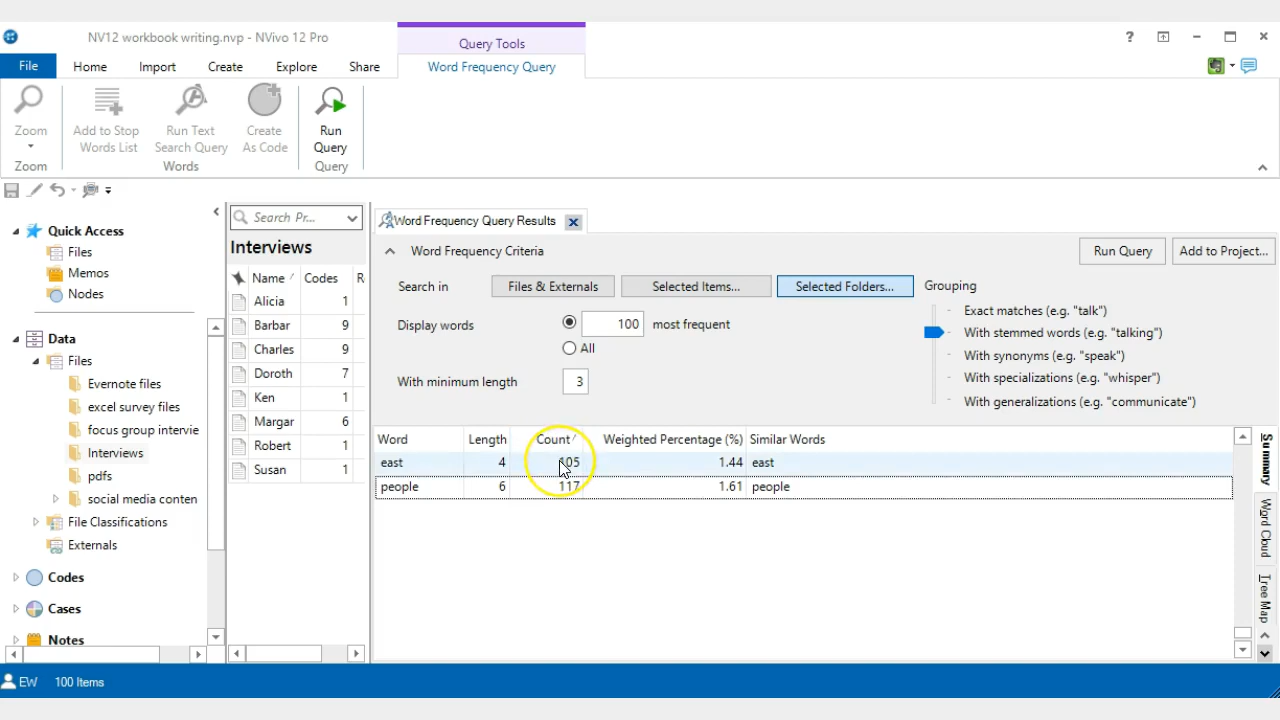 NV12 workbook writing.nvp - NVivo 12 Pro
Query Tools
?
File Home Import Create Explore Share Word Frequency Query
Zoom
Add to Stop Words List
Run Text Search Query
Create As Code
Run Query
Zoom Words Query
Quick Access
Files
Memos
Nodes
Data
Files
Evernote files
excel survey files
focus group intervie
Interviews
pdfs
social media conten
File Classifications
Externals
Codes
Cases
Notes
Search Pr...
Interviews
Name Codes R
Alicia 1
Barbar 9
Charles 9
Doroth 7
Ken 1
Margar 6
Robert 1
Susan 1
Word Frequency Query Results
Word Frequency Criteria Run Query Add to Project...
Search in Files & Externals Selected Items... Selected Folders... Grouping
Display words 100 most frequent
All
With minimum length 3
Exact matches (e.g. "talk")
With stemmed words (e.g. "talking")
With synonyms (e.g. "speak")
With specializations (e.g. "whisper")
With generalizations (e.g. "communicate")
Word Length Count Weighted Percentage (%) Similar Words
east 4 105 1.44 east
people 6 117 1.61 people
Summary
Word Cloud
Tree Map
EW 100 Items